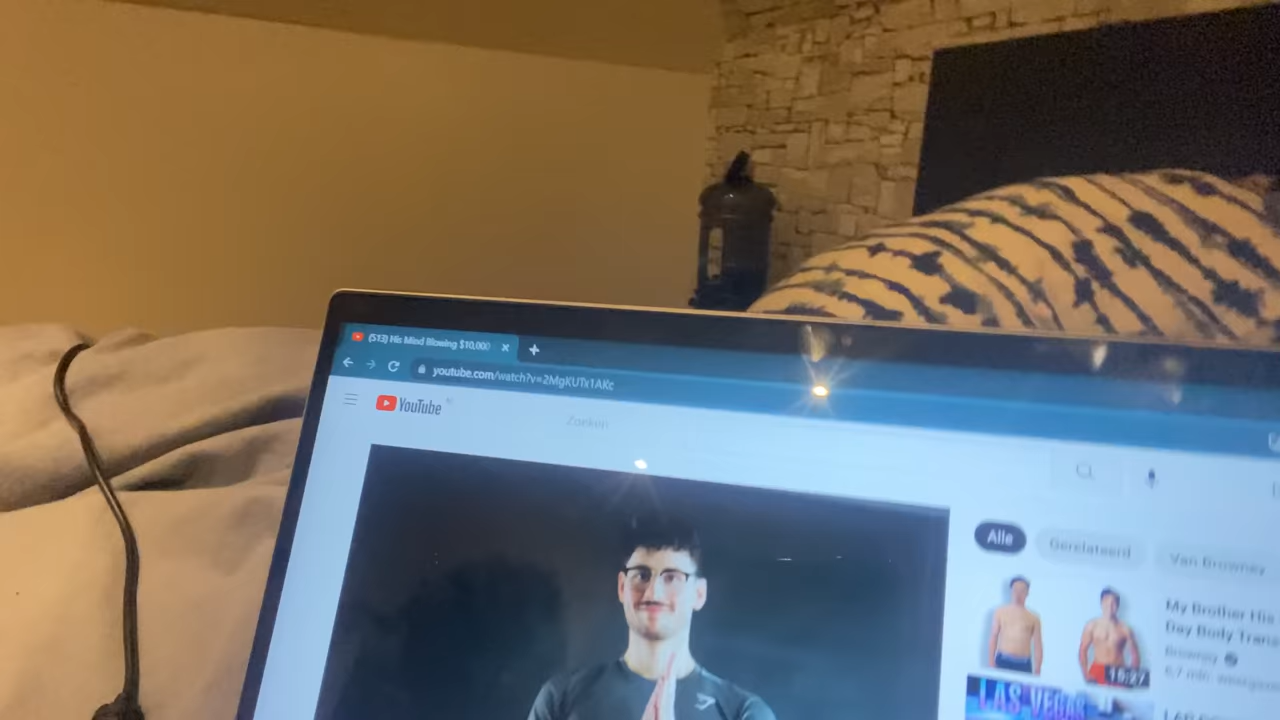 (513) His Mind Blowing $10,000
youtube.com/watch?v=2MgKUTx1AKc
YouTube
Zoeken
Alle
Gerelateerd
Van Browney
My Brother His
Day Body Trans
Browney
16:27
LAS VEGAS